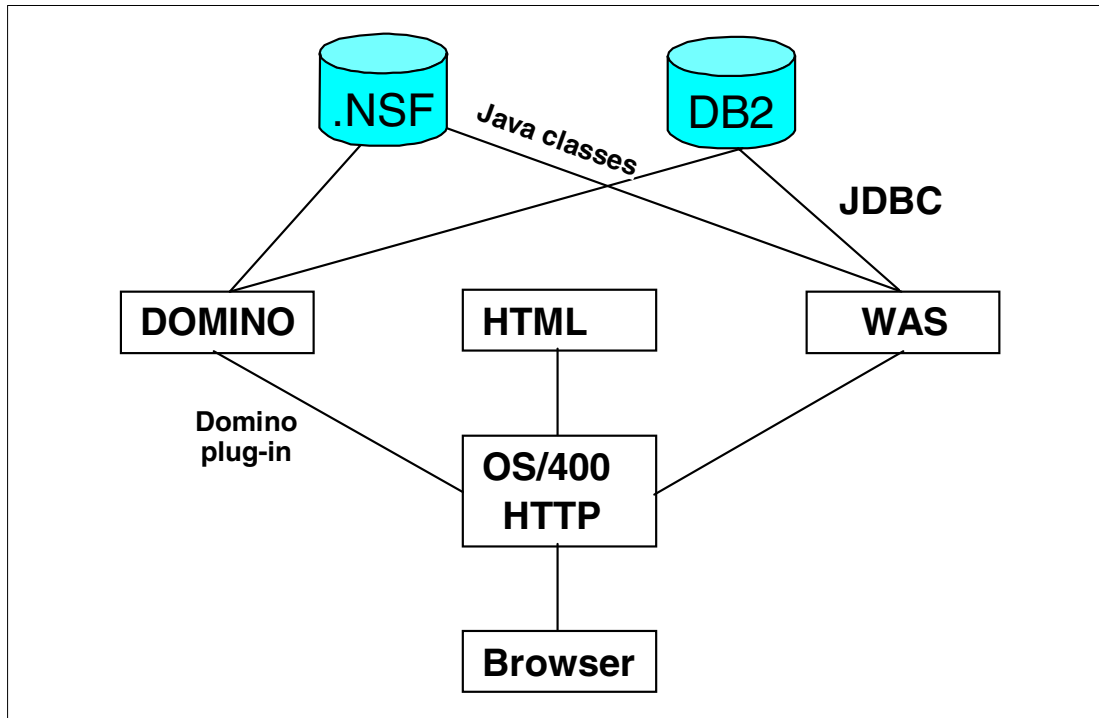 .NSF
DB2
Java classes
JDBC
DOMINO
HTML
WAS
Domino
plug-in
OS/400
HTTP
Browser